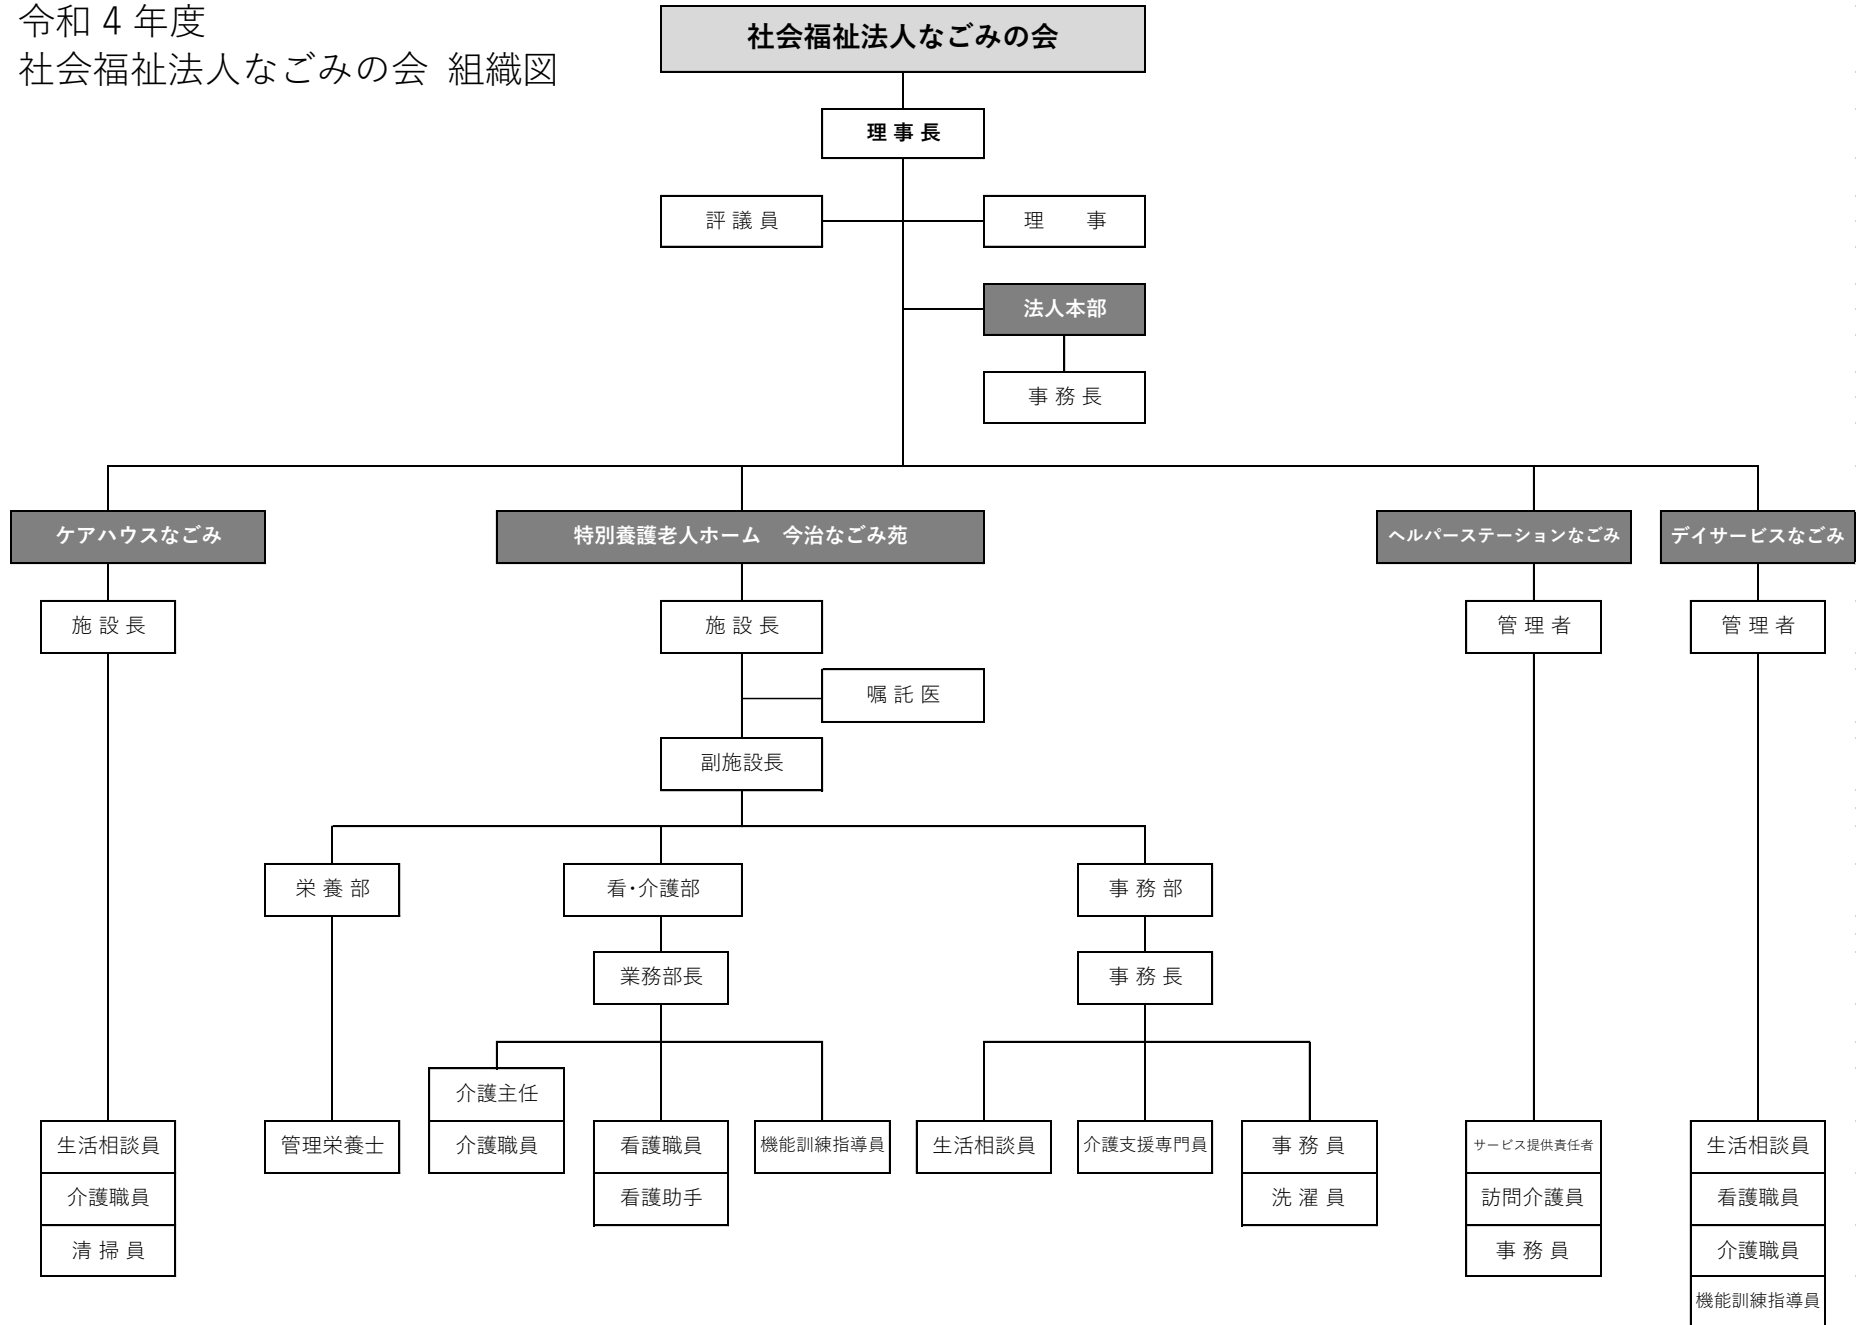 令和４年度
社会福祉法人なごみの会 組織図
社会福祉法人なごみの会
理 事 長
評 議 員
理　　事
法人本部
事 務 長
ケアハウスなごみ
特別養護老人ホーム　今治なごみ苑
ヘルパーステーションなごみ
デイサービスなごみ
施 設 長
施 設 長
管 理 者
管 理 者
嘱 託 医
副施設長
栄 養 部
看・介護部
事 務 部
業務部長
事 務 長
介護主任
生活相談員
管理栄養士
介護職員
看護職員
機能訓練指導員
生活相談員
介護支援専門員
事 務 員
サービス提供責任者
生活相談員
介護職員
看護助手
洗 濯 員
訪問介護員
看護職員
清 掃 員
事 務 員
介護職員
機能訓練指導員